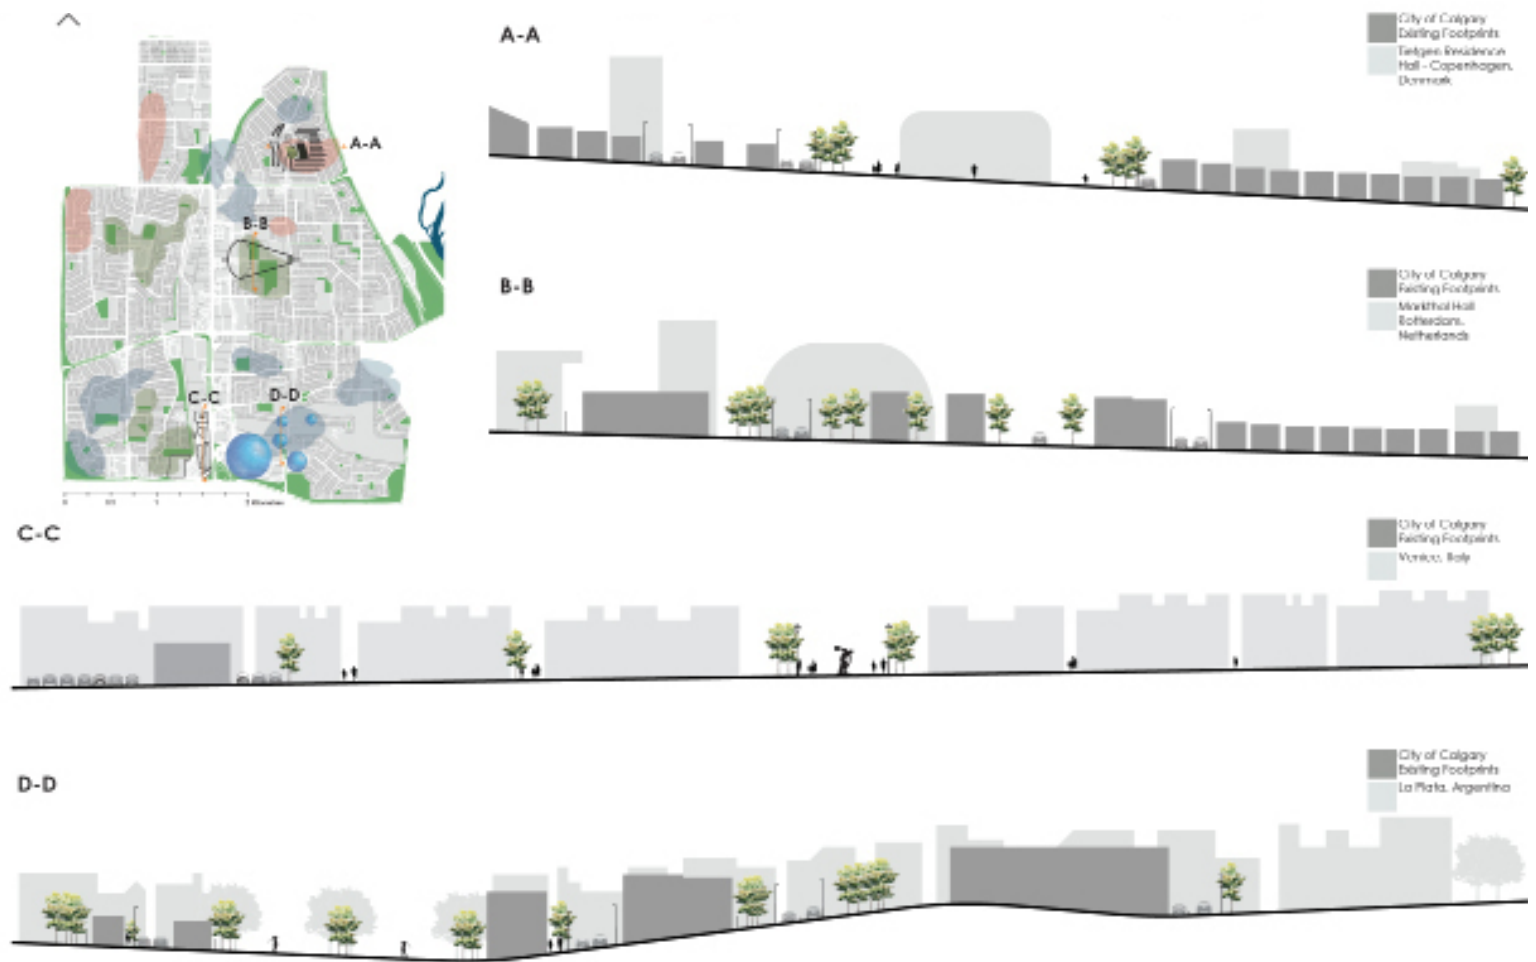 A-A
City of Calgary
Existing Footprints
Tietgen Residence
Hall - Copenhagen,
Denmark
A-A
B-B
B-B
City of Calgary
Existing Footprints
Markthal Hall
Rotterdam,
Netherlands
C-C
D-D
C-C
City of Calgary
Existing Footprints
Venice, Italy
D-D
City of Calgary
Existing Footprints
La Plata, Argentina